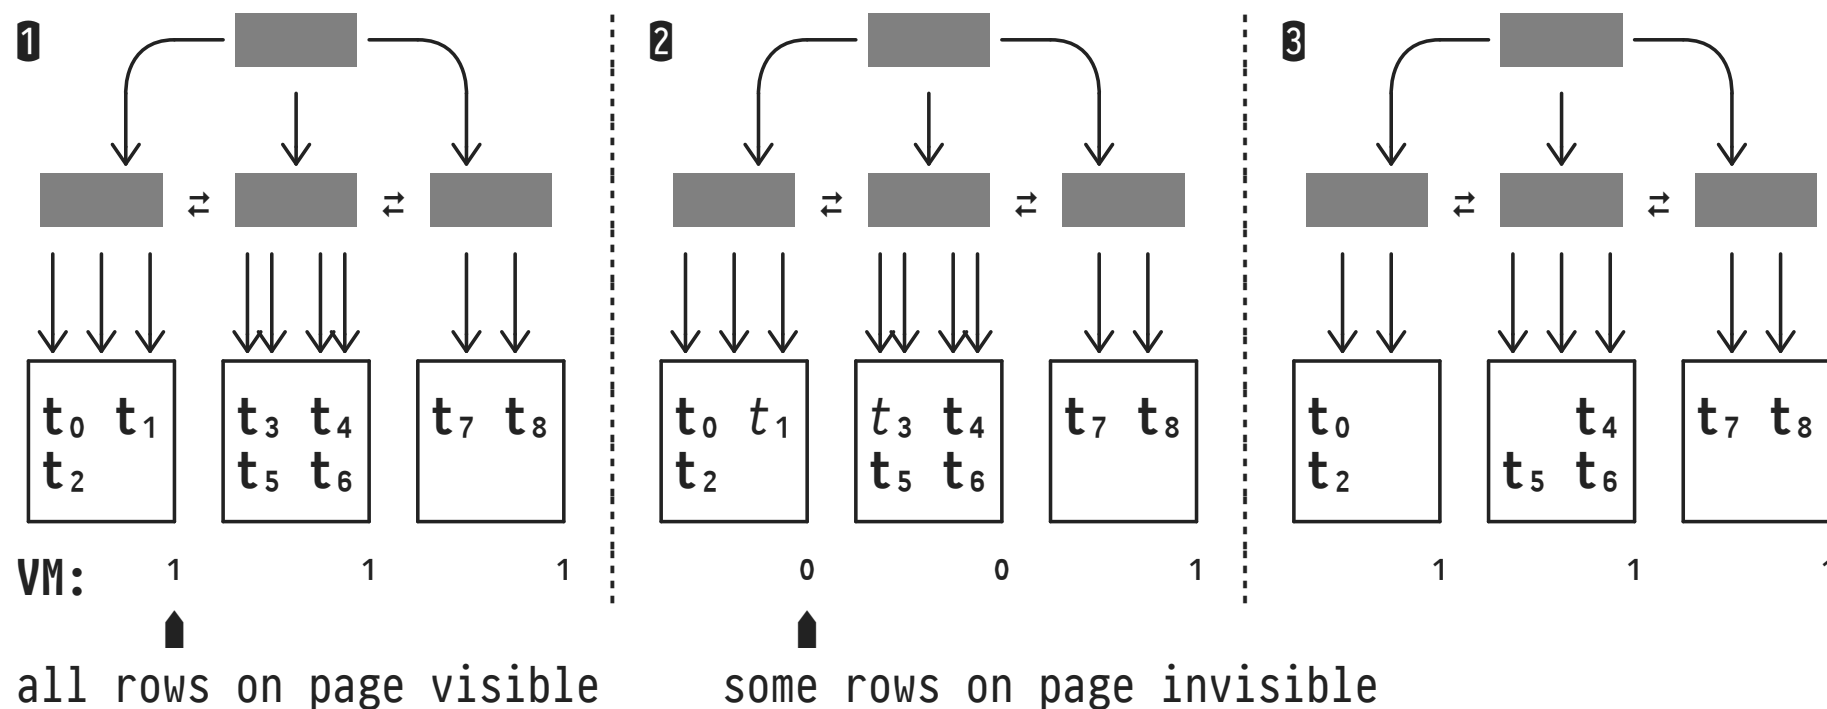 1 2 3
⇄ ⇄ ⇄ ⇄ ⇄ ⇄
t₀ t₁ t₃ t₄ t₇ t₈ t₀ t₁ t₃ t₄ t₇ t₈ t₀ t₄ t₇ t₈
t₂ t₅ t₆ t₂ t₅ t₆ t₂ t₅ t₆
VM: 1 1 1 0 0 1 1 1 1
all rows on page visible some rows on page invisible